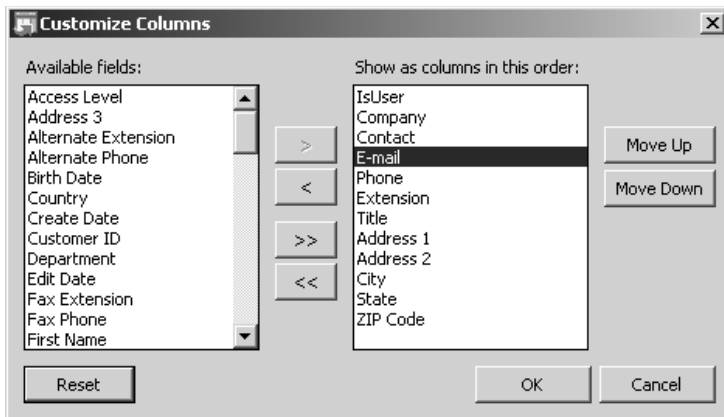 Customize Columns
Available fields:
Access Level
Address 3
Alternate Extension
Alternate Phone
Birth Date
Country
Create Date
Customer ID
Department
Edit Date
Fax Extension
Fax Phone
First Name
>
<
>>
<<
Show as columns in this order:
IsUser
Company
Contact
E-mail
Phone
Extension
Title
Address 1
Address 2
City
State
ZIP Code
Move Up
Move Down
Reset
OK
Cancel